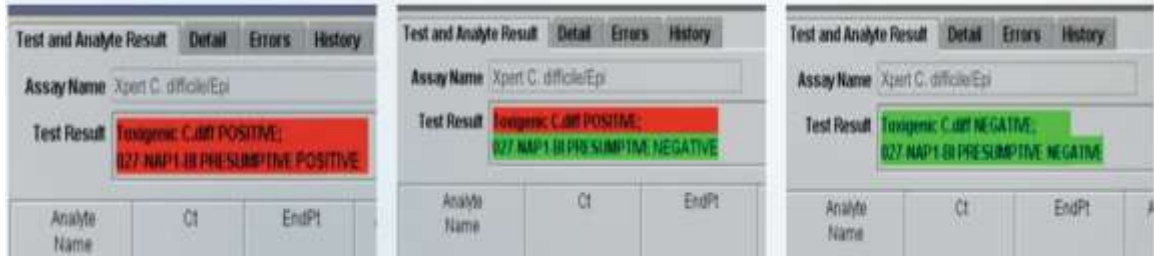 Test and Analyte Result Detail Errors History
Assay Name Xpert C. difficile/Epi
Test Result Toxigenic C.diff POSITIVE;
027-NAP1-BI PRESUMPTIVE POSITIVE
Analyte Ct EndPt
Name
Test and Analyte Result Detail Errors History
Assay Name Xpert C. difficile/Epi
Test Result Toxigenic C.diff POSITIVE;
027-NAP1-BI PRESUMPTIVE NEGATIVE
Analyte Ct EndPt
Name
Test and Analyte Result Detail Errors History
Assay Name Xpert C. difficile/Epi
Test Result Toxigenic C.diff NEGATIVE;
027-NAP1-BI PRESUMPTIVE NEGATIVE
Analyte Ct EndPt
Name